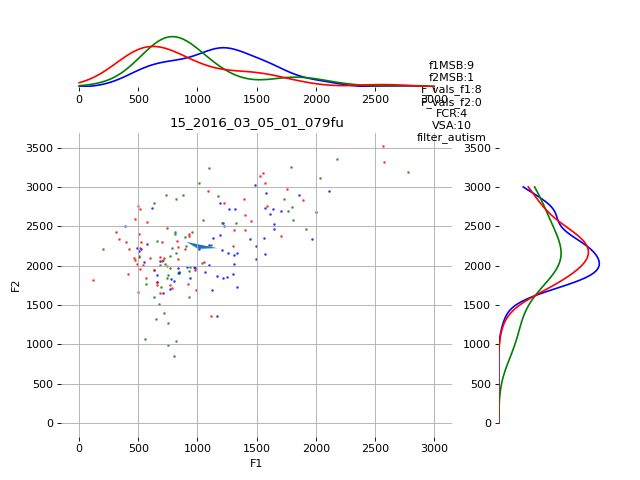 f1MSB:9
f2MSB:1
F_vals_f1:8
F_vals_f2:0
FCR:4
VSA:10
filter_autism
0 500 1000 1500 2000 2500 3000
15_2016_03_05_01_079fu
3500
3000
2500
2000
1500
1000
500
0
F2
0 500 1000 1500 2000 2500 3000
F1
3500
3000
2500
2000
1500
1000
500
0